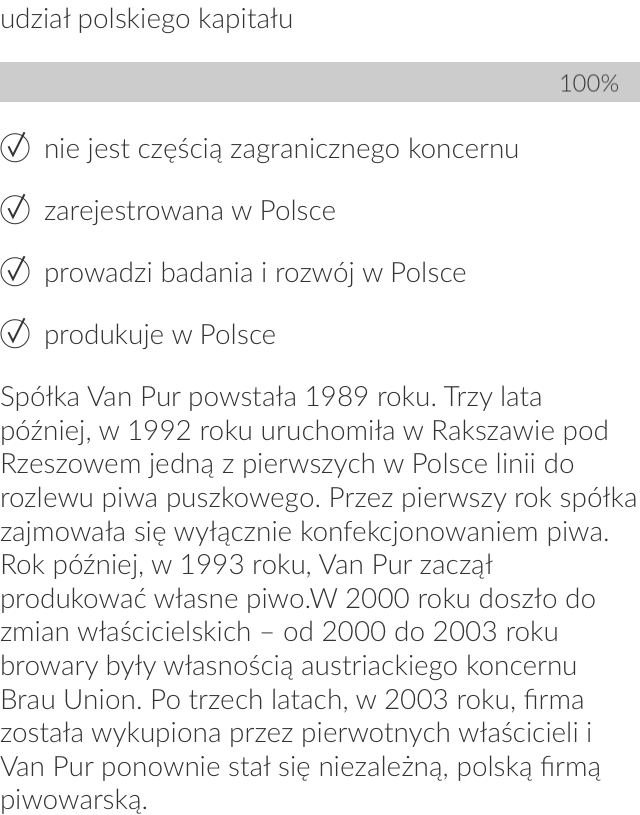 udział polskiego kapitału
100%
nie jest częścią zagranicznego koncernu
zarejestrowana w Polsce
prowadzi badania i rozwój w Polsce
produkuje w Polsce
Spółka Van Pur powstała 1989 roku. Trzy lata
później, w 1992 roku uruchomiła w Rakszawie pod
Rzeszowem jedną z pierwszych w Polsce linii do
rozlewu piwa puszkowego. Przez pierwszy rok spółka
zajmowała się wyłącznie konfekcjonowaniem piwa.
Rok później, w 1993 roku, Van Pur zaczął
produkować własne piwo.W 2000 roku doszło do
zmian właścicielskich – od 2000 do 2003 roku
browary były własnością austriackiego koncernu
Brau Union. Po trzech latach, w 2003 roku, firma
została wykupiona przez pierwotnych właścicieli i
Van Pur ponownie stał się niezależną, polską firmą
piwowarską.